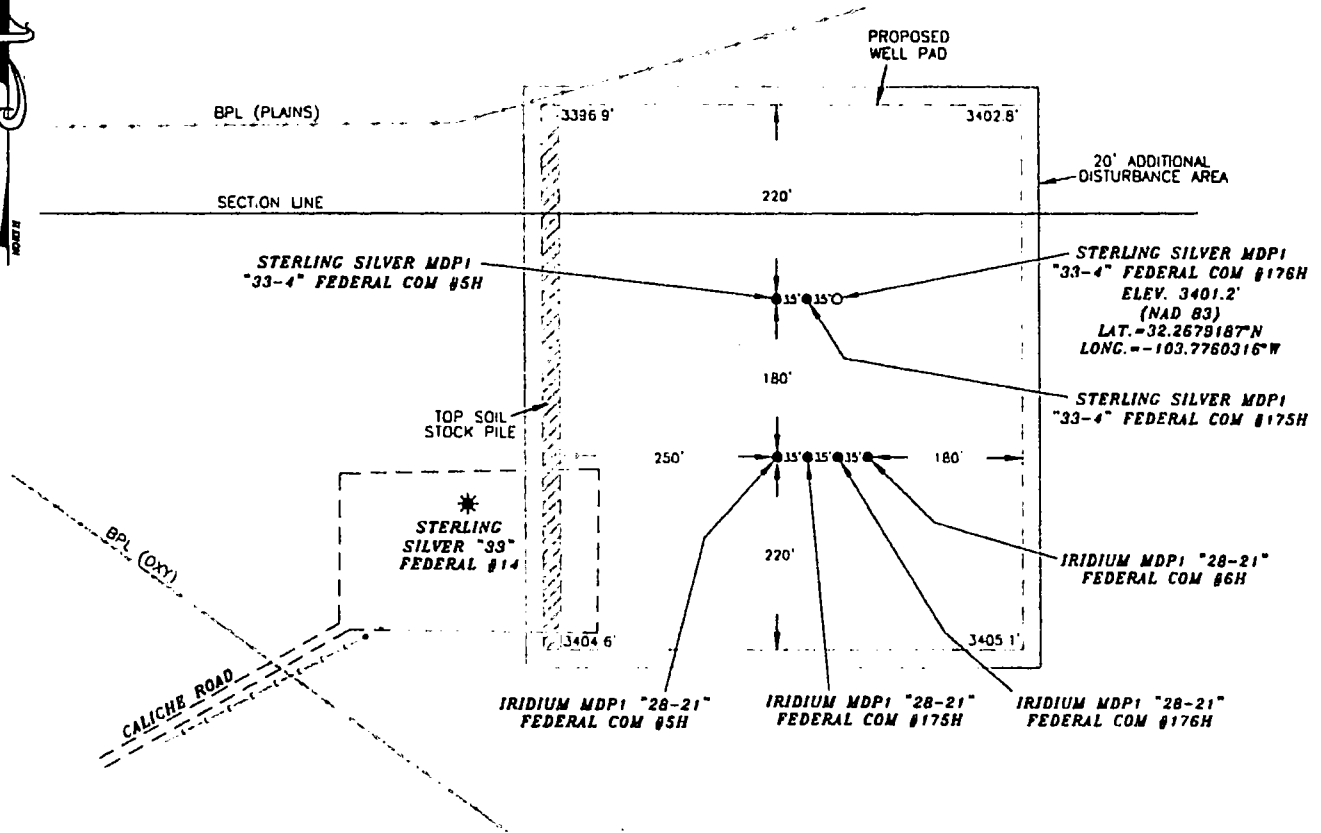 PROPOSED
WELL PAD
BPL (PLAINS)
3396.9'
3402.8'
20' ADDITIONAL
DISTURBANCE AREA
220'
SECTION LINE
NORTH
STERLING SILVER MDP1
"33-4" FEDERAL COM #5H
STERLING SILVER MDP1
"33-4" FEDERAL COM #176H
ELEV. 3401.2'
(NAD 83)
LAT.=32.2679187°N
LONG.=-103.7760316°W
35'
35'
180'
STERLING SILVER MDP1
"33-4" FEDERAL COM #175H
TOP SOIL
STOCK PILE
250'
35'
35'
35'
180'
STERLING
SILVER "33"
FEDERAL #14
BPL (OXY)
220'
IRIDIUM MDP1 "28-21"
FEDERAL COM #6H
3404.6'
3405.1'
CALICHE ROAD
IRIDIUM MDP1 "28-21"
FEDERAL COM #5H
IRIDIUM MDP1 "28-21"
FEDERAL COM #175H
IRIDIUM MDP1 "28-21"
FEDERAL COM #176H